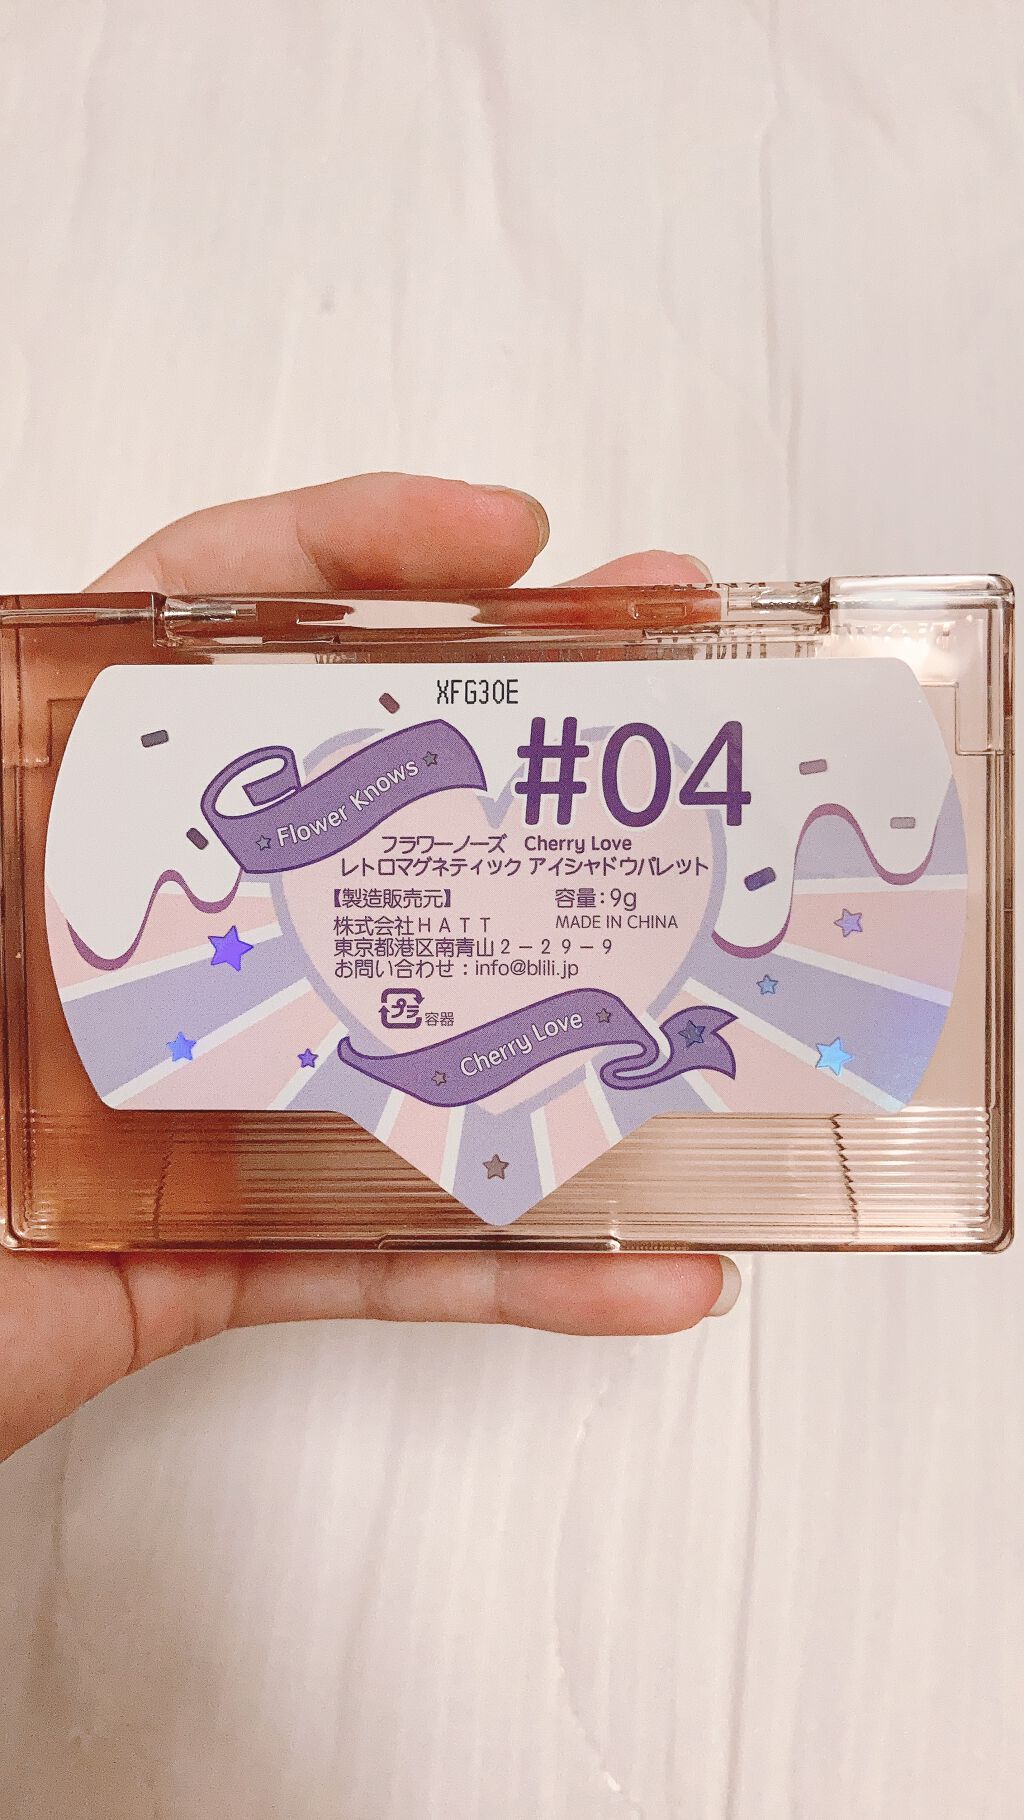 XFG30E
#04
Flower Knows
フラワーノーズ Cherry Love
レトロマグネティック アイシャドウパレット
【製造販売元】 容量:9g
株式会社ＨＡＴＴ MADE IN CHINA
東京都港区南青山２－２９－９
お問い合わせ：info@blili.jp
プラ 容器
Cherry Love